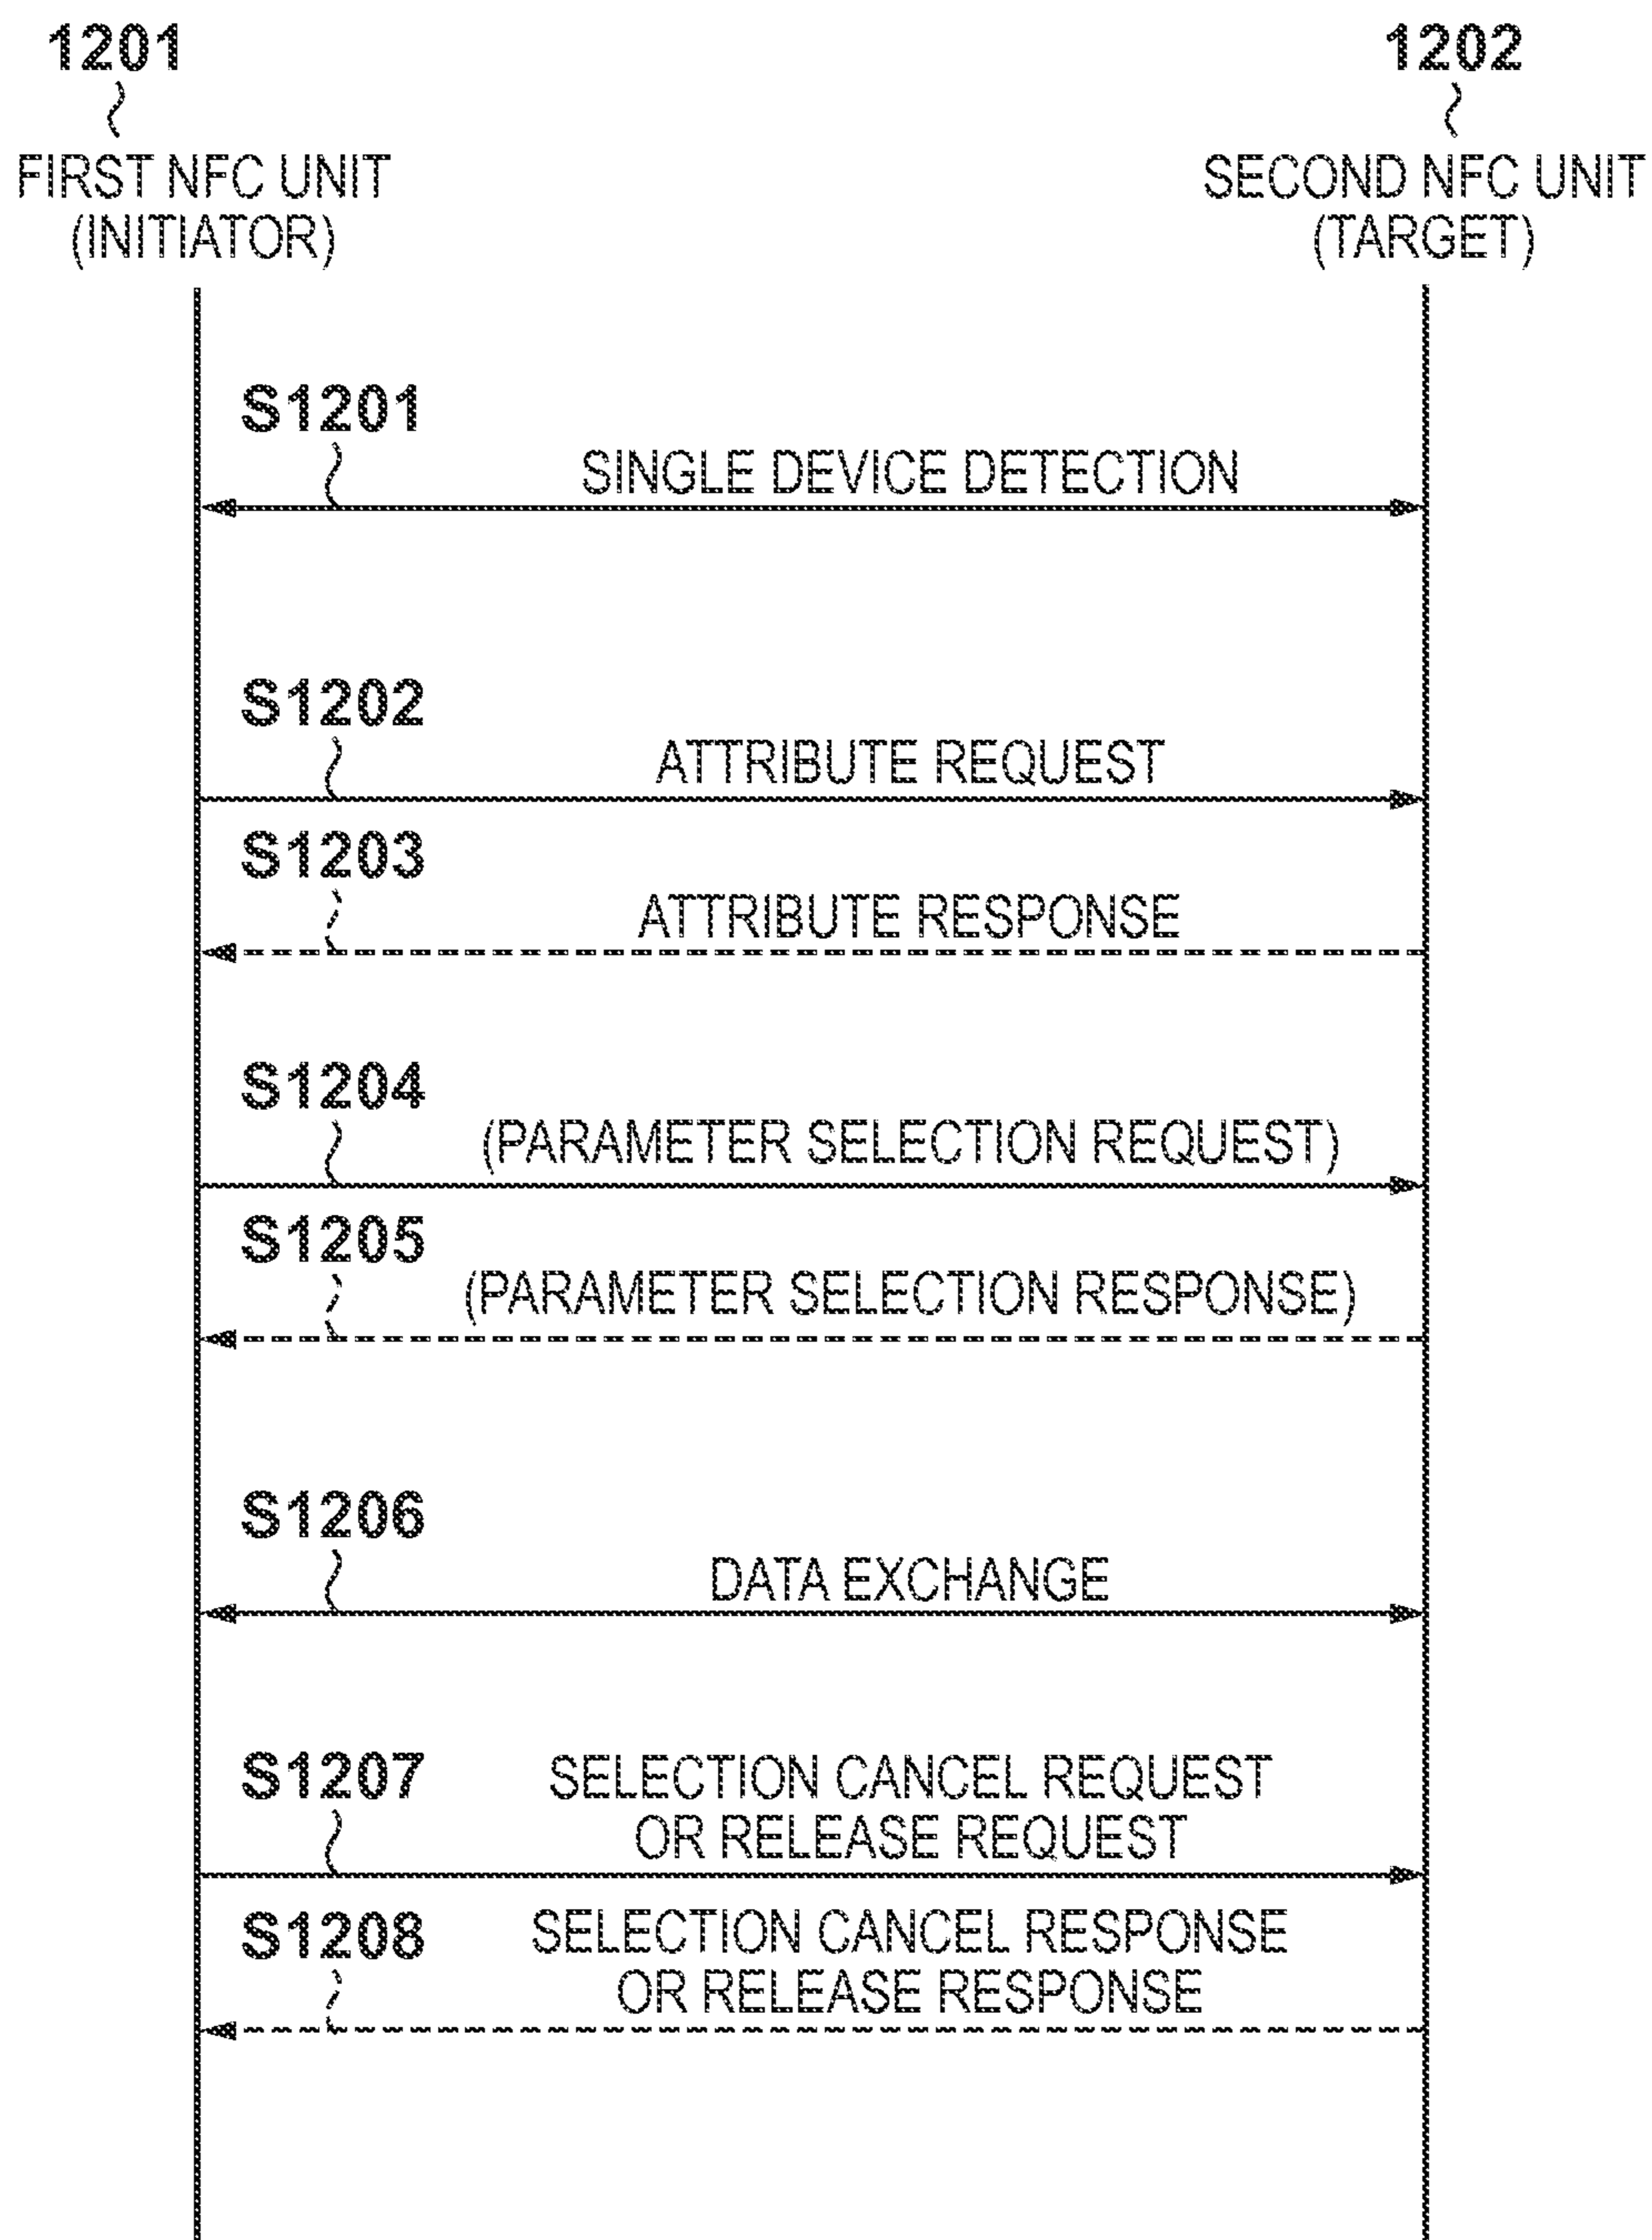 1201
1202
FIRST NFC UNIT
(INITIATOR)
SECOND NFC UNIT
(TARGET)
S1201
SINGLE DEVICE DETECTION
S1202
ATTRIBUTE REQUEST
S1203
ATTRIBUTE RESPONSE
S1204
(PARAMETER SELECTION REQUEST)
S1205
(PARAMETER SELECTION RESPONSE)
S1206
DATA EXCHANGE
S1207
SELECTION CANCEL REQUEST
OR RELEASE REQUEST
S1208
SELECTION CANCEL RESPONSE
OR RELEASE RESPONSE